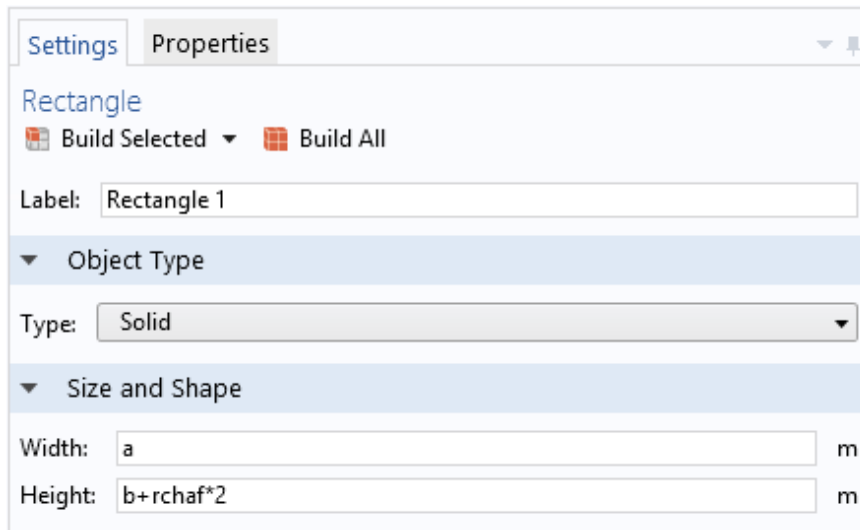 Settings Properties
Rectangle
Build Selected Build All
Label: Rectangle 1
Object Type
Type: Solid
Size and Shape
Width: a m
Height: b+rchaf*2 m